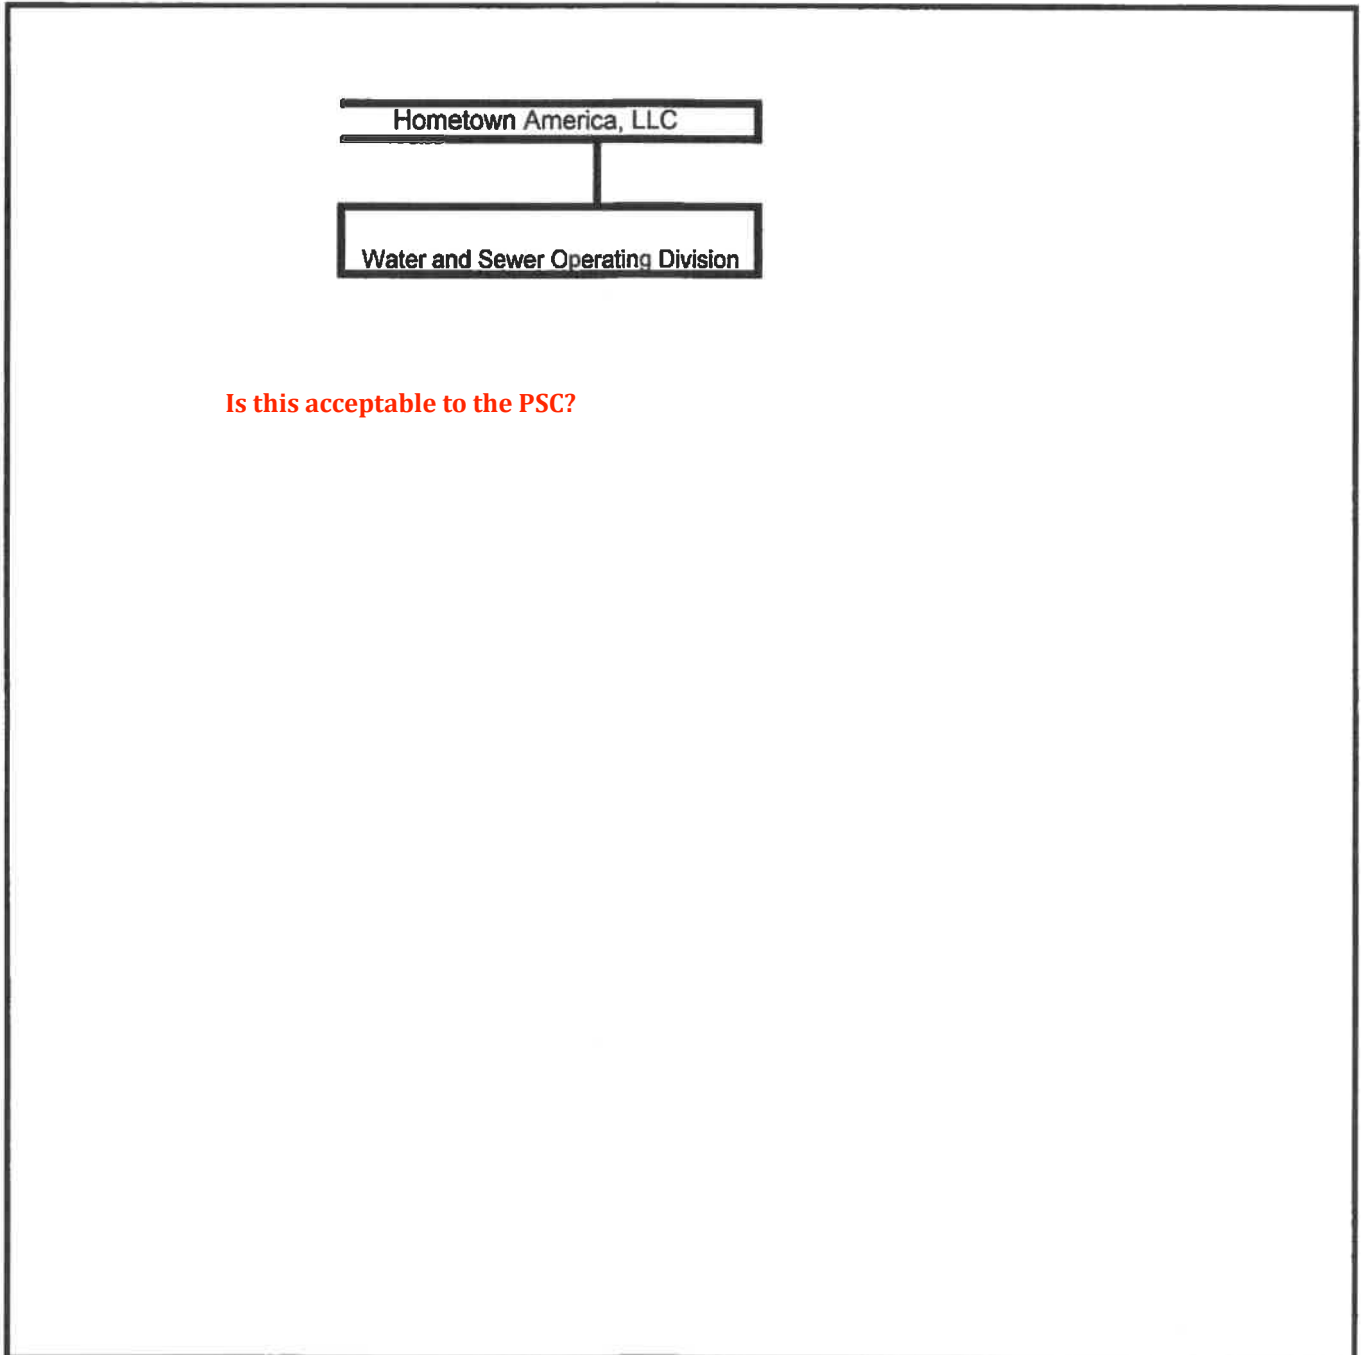 Hometown America, LLC
Water and Sewer Operating Division
Is this acceptable to the PSC?